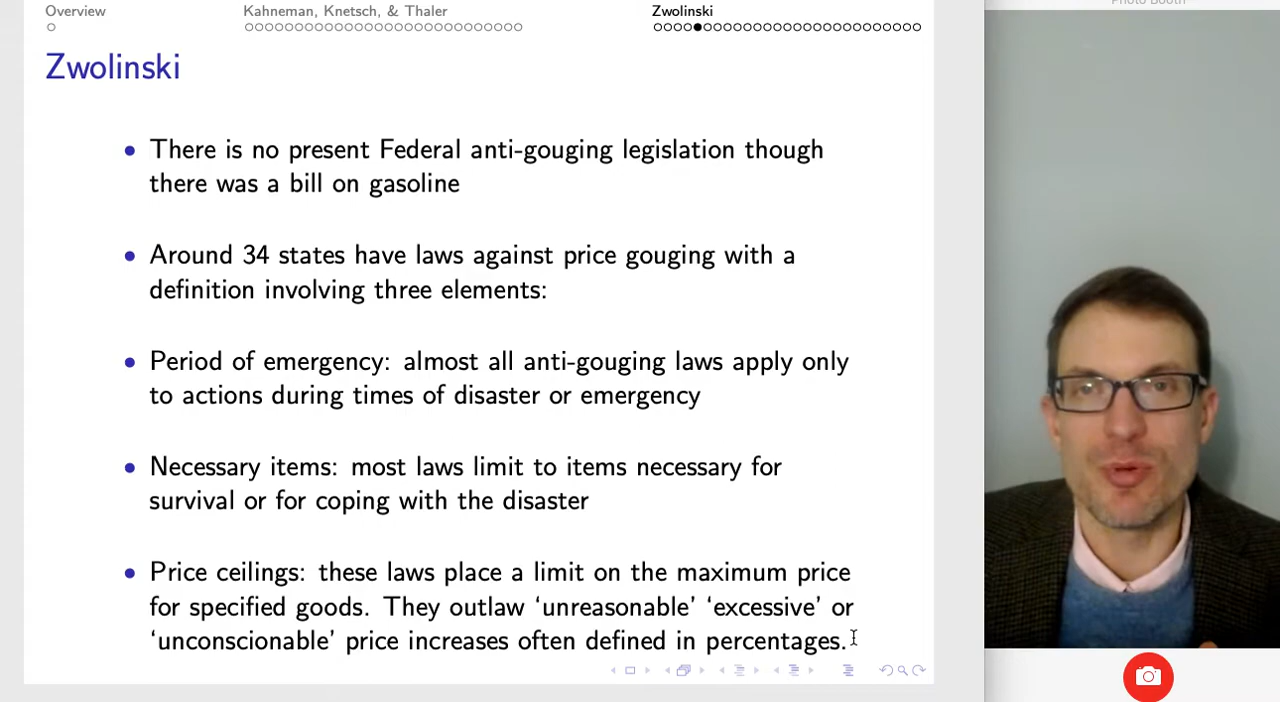 Overview
Kahneman, Knetsch, & Thaler
Zwolinski
Photo Booth
Zwolinski
• There is no present Federal anti-gouging legislation though
there was a bill on gasoline
• Around 34 states have laws against price gouging with a
definition involving three elements:
• Period of emergency: almost all anti-gouging laws apply only
to actions during times of disaster or emergency
• Necessary items: most laws limit to items necessary for
survival or for coping with the disaster
• Price ceilings: these laws place a limit on the maximum price
for specified goods. They outlaw ‘unreasonable’ ‘excessive’ or
‘unconscionable’ price increases often defined in percentages.